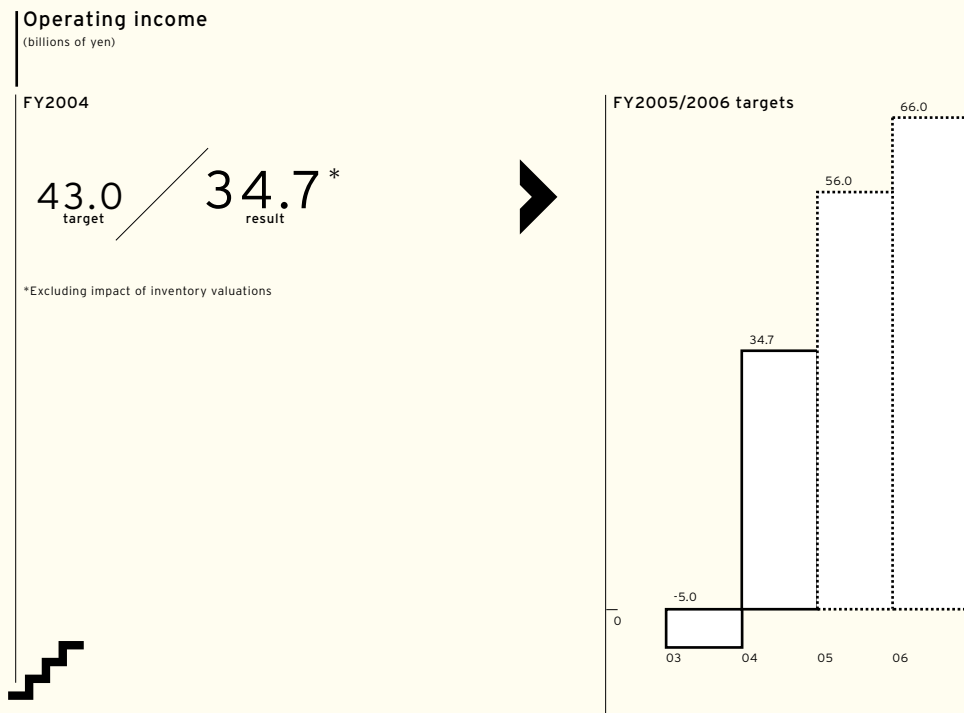 Operating income
(billions of yen)
FY2004
43.0
target
34.7*
result
*Excluding impact of inventory valuations
FY2005/2006 targets
66.0
56.0
34.7
-5.0
0
03 04 05 06